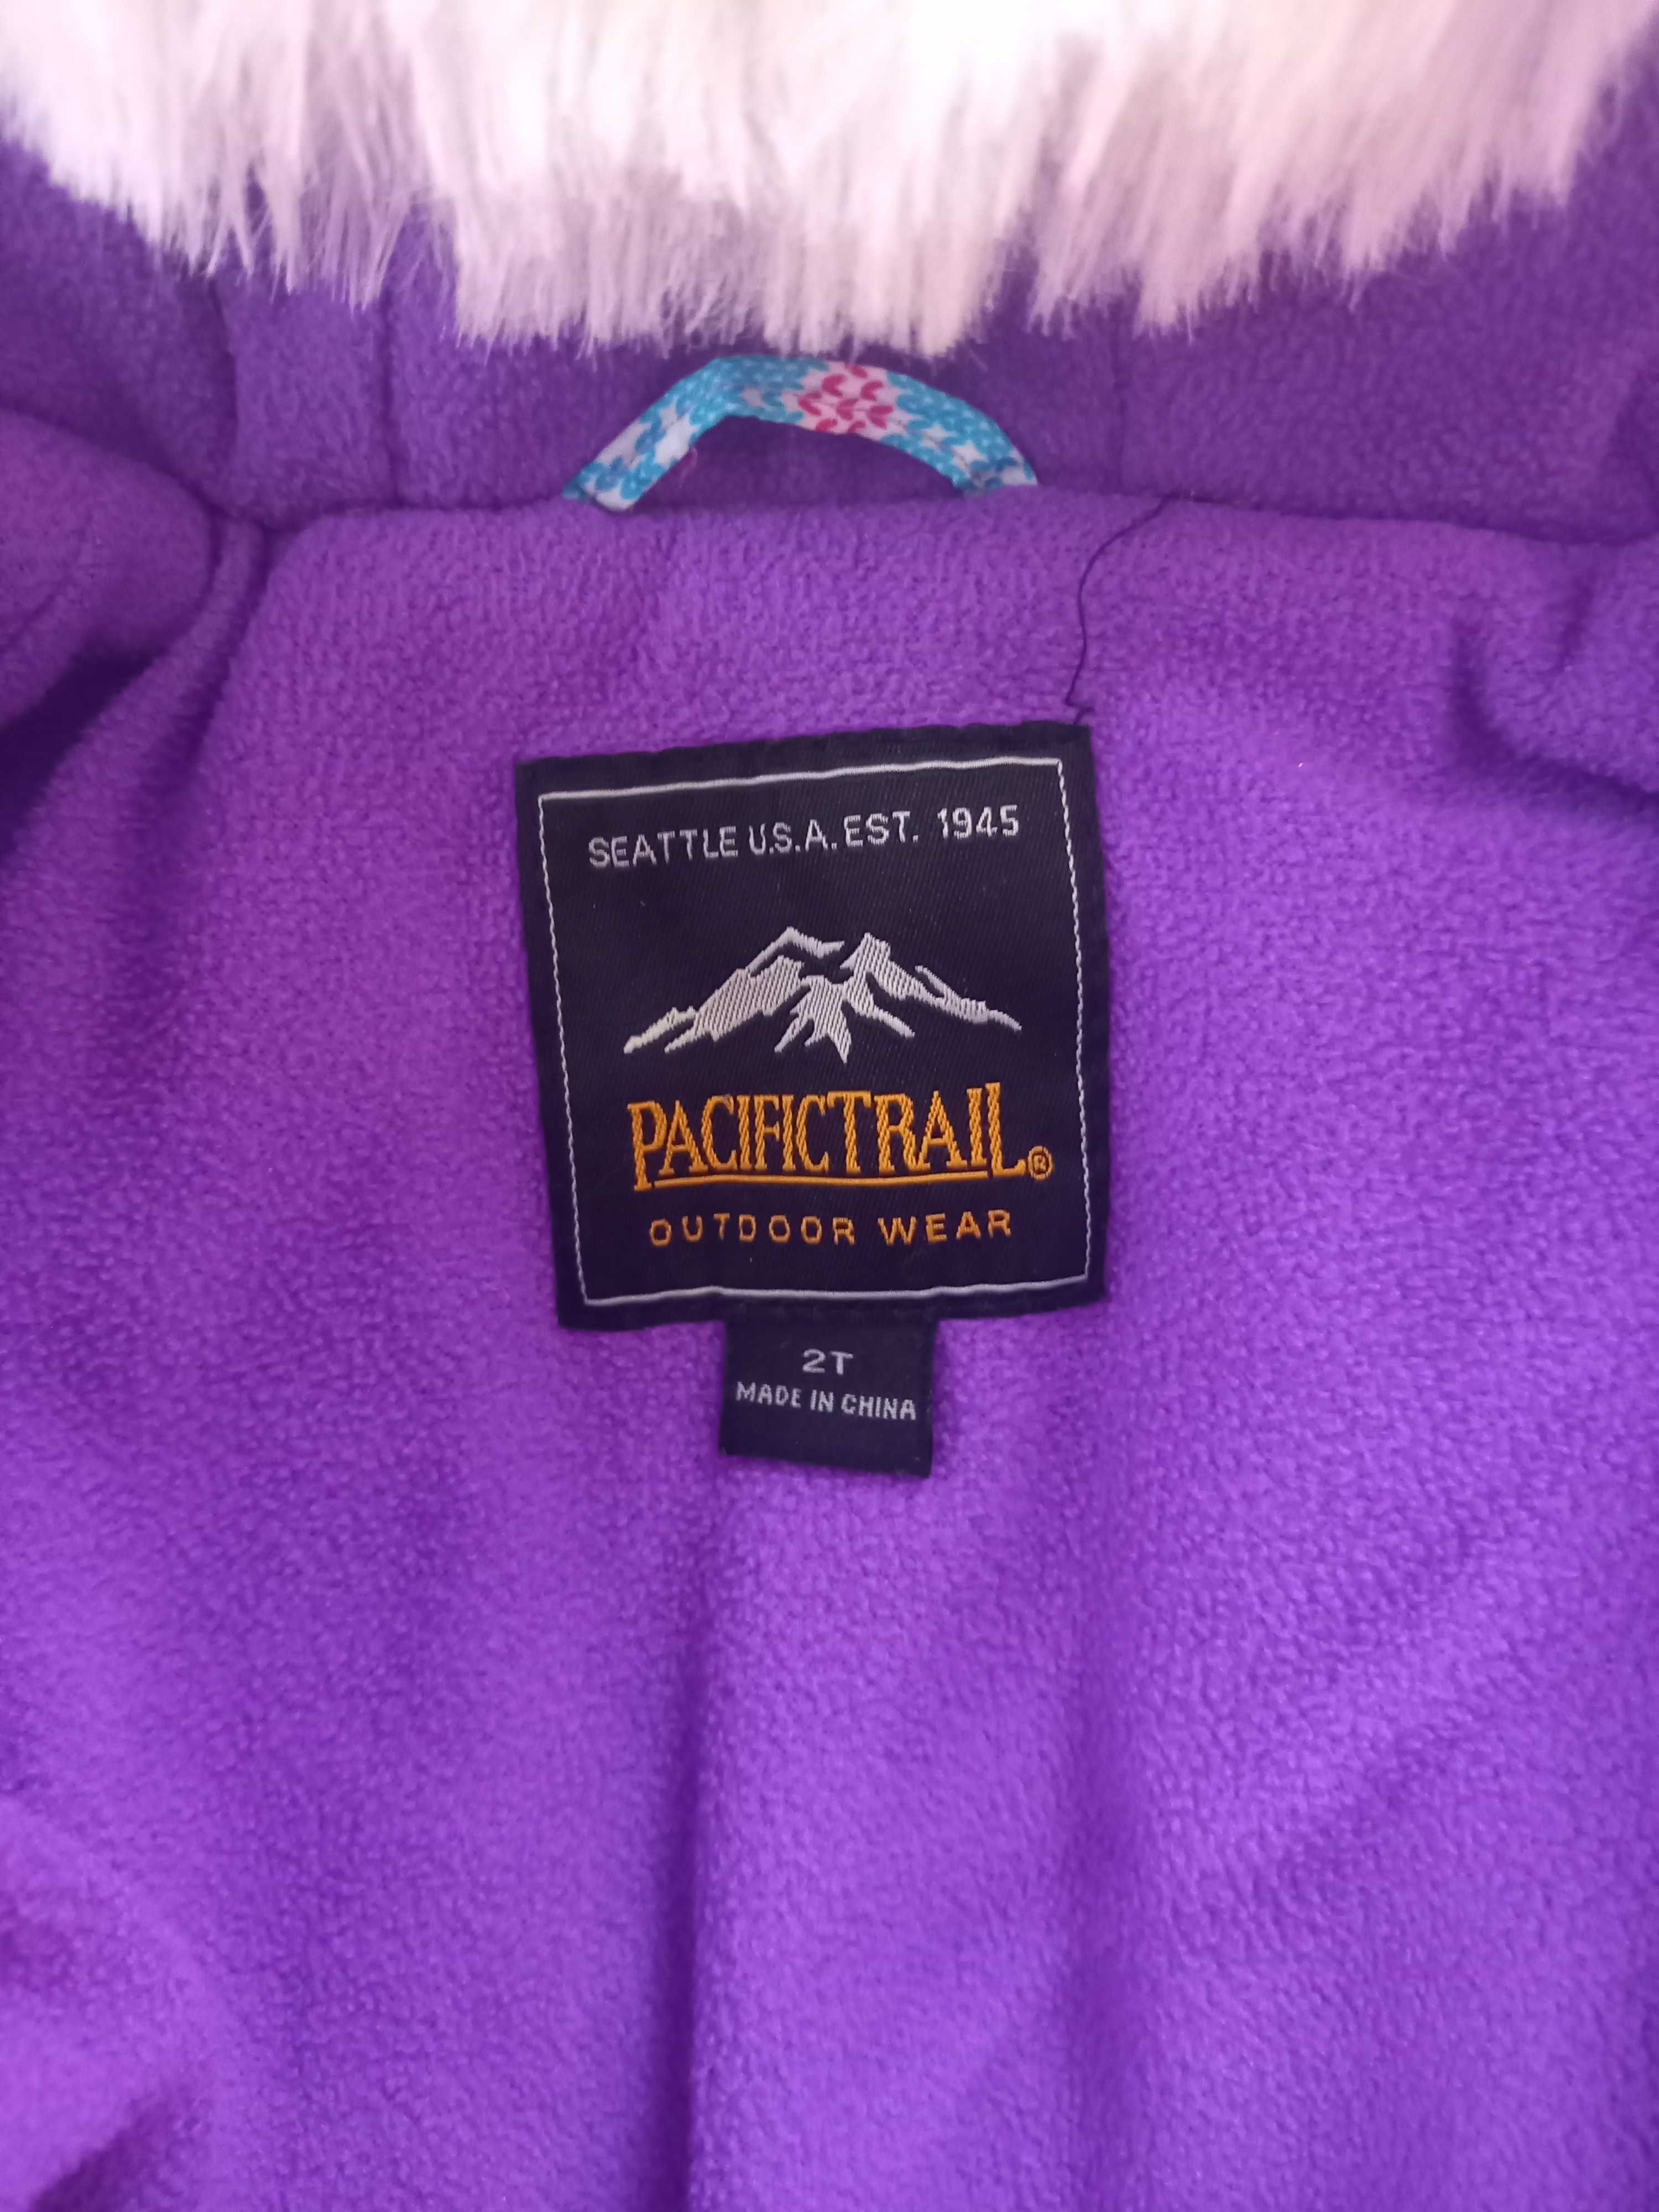 SEATTLE U.S.A. EST. 1945
PACIFICTRAIL®
OUTDOOR WEAR
2T
MADE IN CHINA